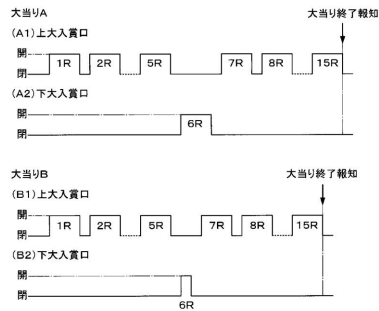 大当りA
大当り終了報知
(A1)上大入賞口
開
閉
1R 2R 5R 7R 8R 15R
(A2)下大入賞口
開
閉
6R
大当りB
大当り終了報知
(B1)上大入賞口
開
閉
1R 2R 5R 7R 8R 15R
(B2)下大入賞口
開
閉
6R